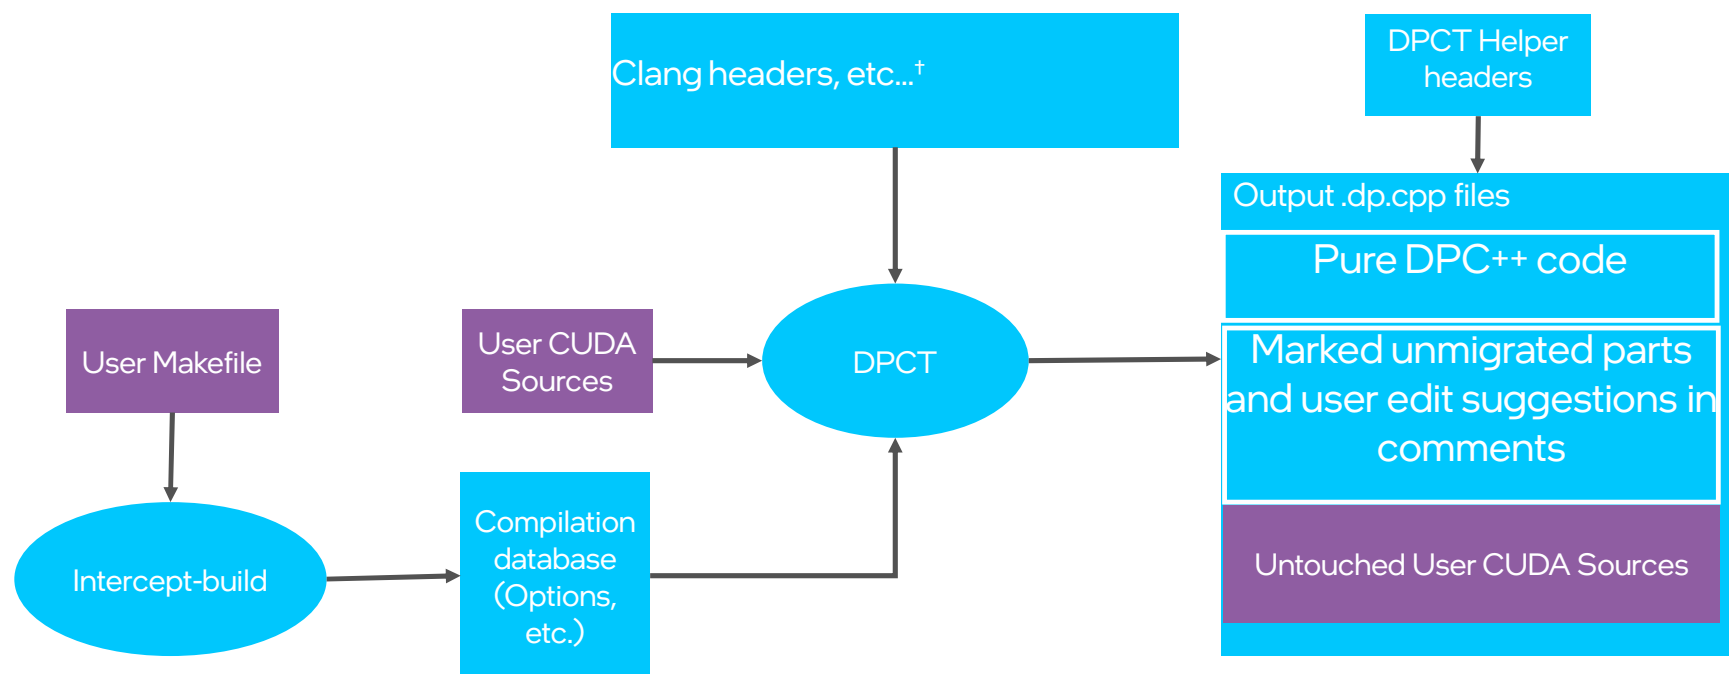 Clang headers, etc...†
DPCT Helper
headers
Output .dp.cpp files
Pure DPC++ code
Marked unmigrated parts
and user edit suggestions in
comments
Untouched User CUDA Sources
User Makefile
User CUDA
Sources
DPCT
Intercept-build
Compilation
database
(Options,
etc.)